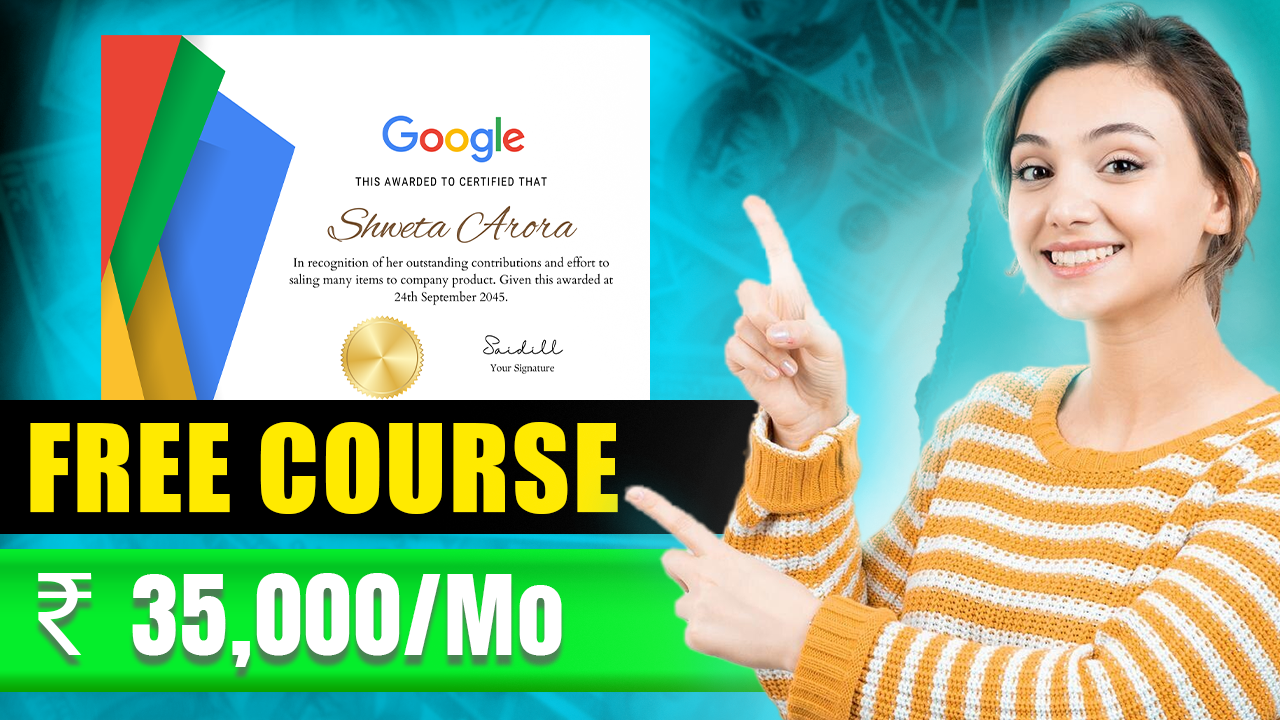 Google
THIS AWARDED TO CERTIFIED THAT
Shweta Arora
In recognition of her outstanding contributions and effort to
saling many items to company product. Given this awarded at
24th September 2045.
Saidill
Your Signature
FREE COURSE
₹ 35,000/Mo